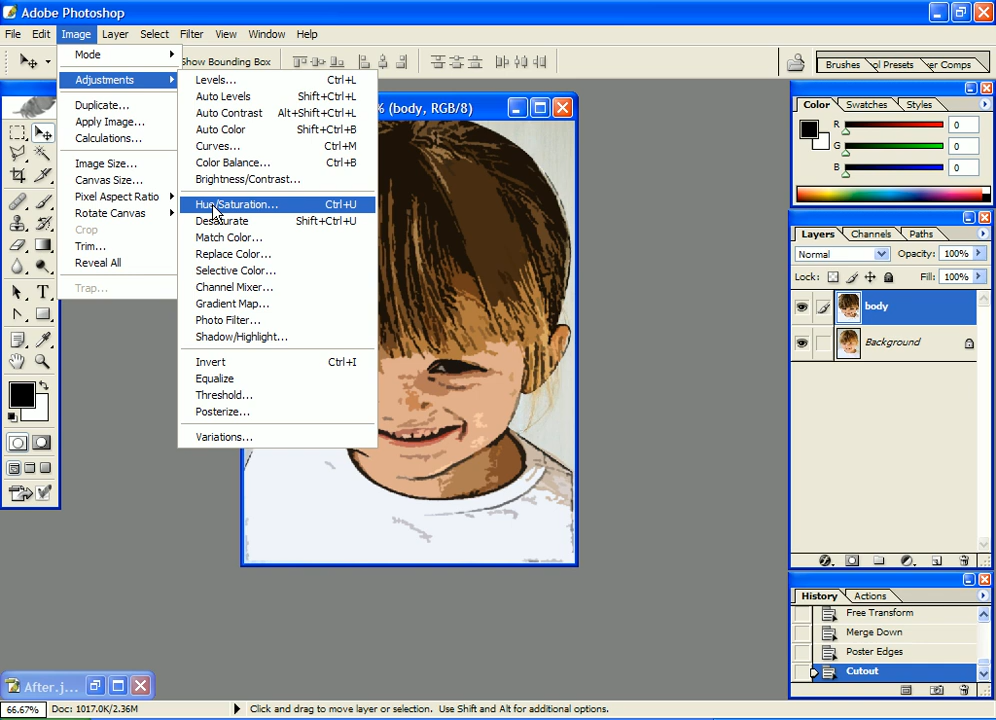 Adobe Photoshop
File Edit Image Layer Select Filter View Window Help
Show Bounding Box
Brushes ol Presets yer Comps
Mode
Adjustments
Duplicate...
Apply Image...
Calculations...
Image Size...
Canvas Size...
Pixel Aspect Ratio
Rotate Canvas
Crop
Trim...
Reveal All
Trap...
Levels... Ctrl+L
Auto Levels Shift+Ctrl+L
Auto Contrast Alt+Shift+Ctrl+L
Auto Color Shift+Ctrl+B
Curves... Ctrl+M
Color Balance... Ctrl+B
Brightness/Contrast...
Hue/Saturation... Ctrl+U
Desaturate Shift+Ctrl+U
Match Color...
Replace Color...
Selective Color...
Channel Mixer...
Gradient Map...
Photo Filter...
Shadow/Highlight...
Invert Ctrl+I
Equalize
Threshold...
Posterize...
Variations...
% (body, RGB/8)
Color Swatches Styles
R 0
G 0
B 0
Layers Channels Paths
Normal Opacity: 100%
Lock: Fill: 100%
body
Background
History Actions
Free Transform
Merge Down
Poster Edges
Cutout
After.j...
66.67% Doc: 1017.0K/2.36M Click and drag to move layer or selection. Use Shift and Alt for additional options.